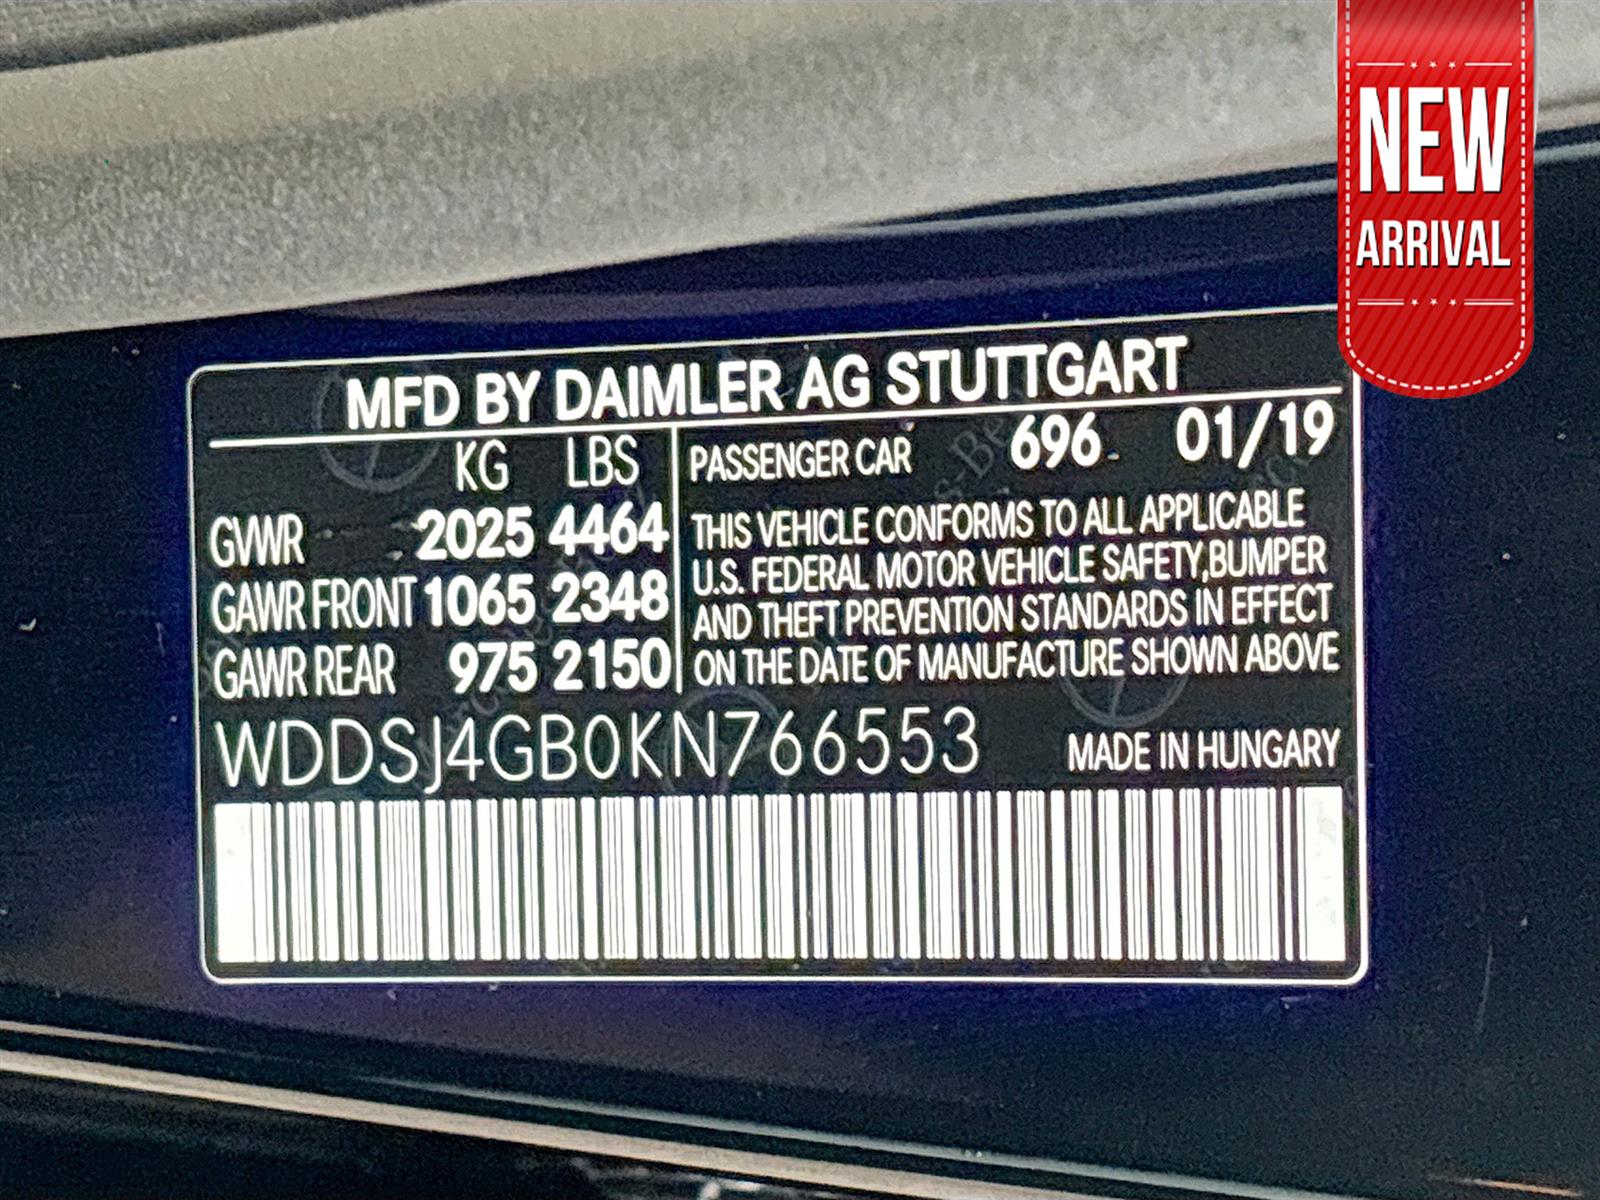 NEW
ARRIVAL
MFD BY DAIMLER AG STUTTGART
KG LBS
GVWR 2025 4464
GAWR FRONT 1065 2348
GAWR REAR 975 2150
PASSENGER CAR 696 01/19
THIS VEHICLE CONFORMS TO ALL APPLICABLE
U.S. FEDERAL MOTOR VEHICLE SAFETY,BUMPER
AND THEFT PREVENTION STANDARDS IN EFFECT
ON THE DATE OF MANUFACTURE SHOWN ABOVE
WDDSJ4GB0KN766553
MADE IN HUNGARY